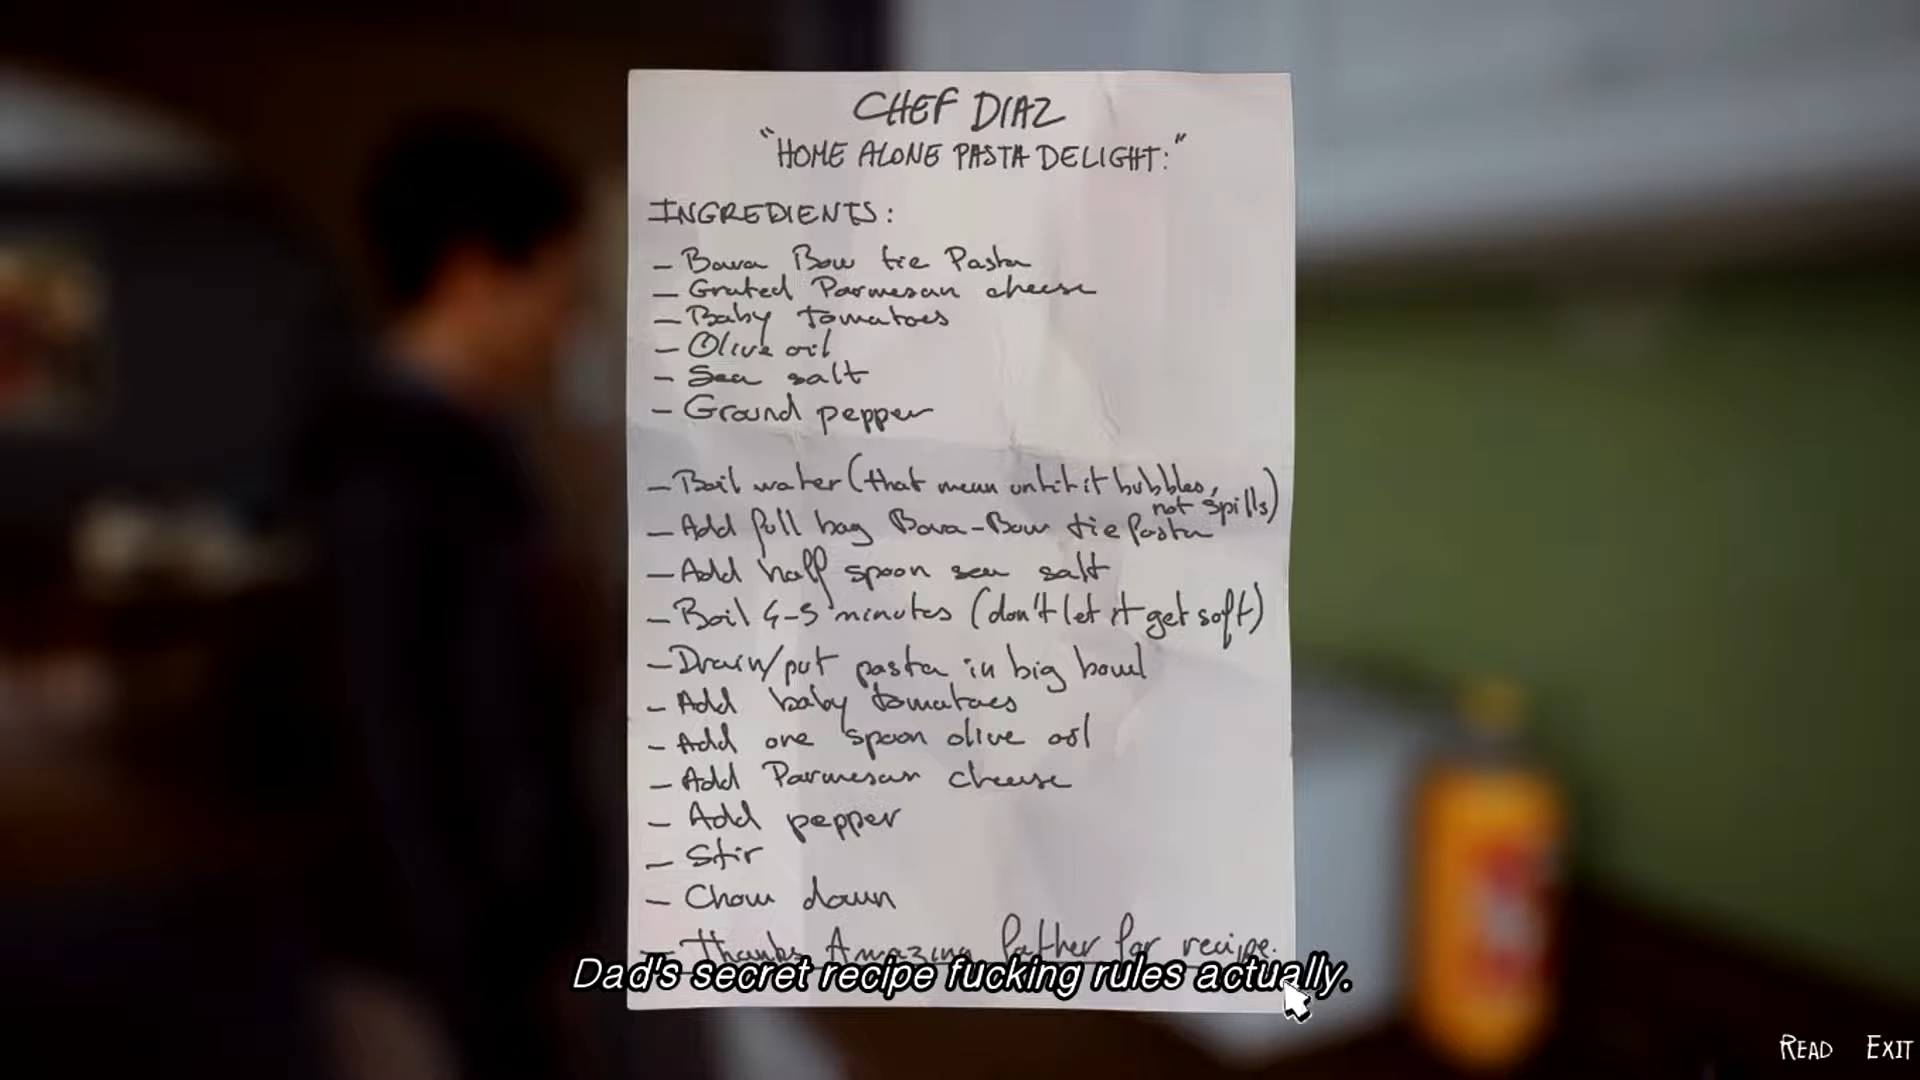 CHEF DIAZ
"HOME ALONE PASTA DELIGHT:"
INGREDIENTS:
- Bava Bow tie Pasta
- Grated Parmesan cheese
- Baby tomatoes
- Olive oil
- Sea salt
- Ground pepper
- Boil water (that mean until it bubbles,
not spills)
- Add full bag Bava-Bow tie Pasta
- Add half spoon sea salt
- Boil 4-5 minutes (don't let it get soft)
- Drain/put pasta in big bowl
- Add baby tomatoes
- Add one spoon olive oil
- Add Parmesan cheese
- Add pepper
- Stir
- Chow down
- Thanks Amazing father for recipe.
Dad's secret recipe fucking rules actually.
READ EXIT